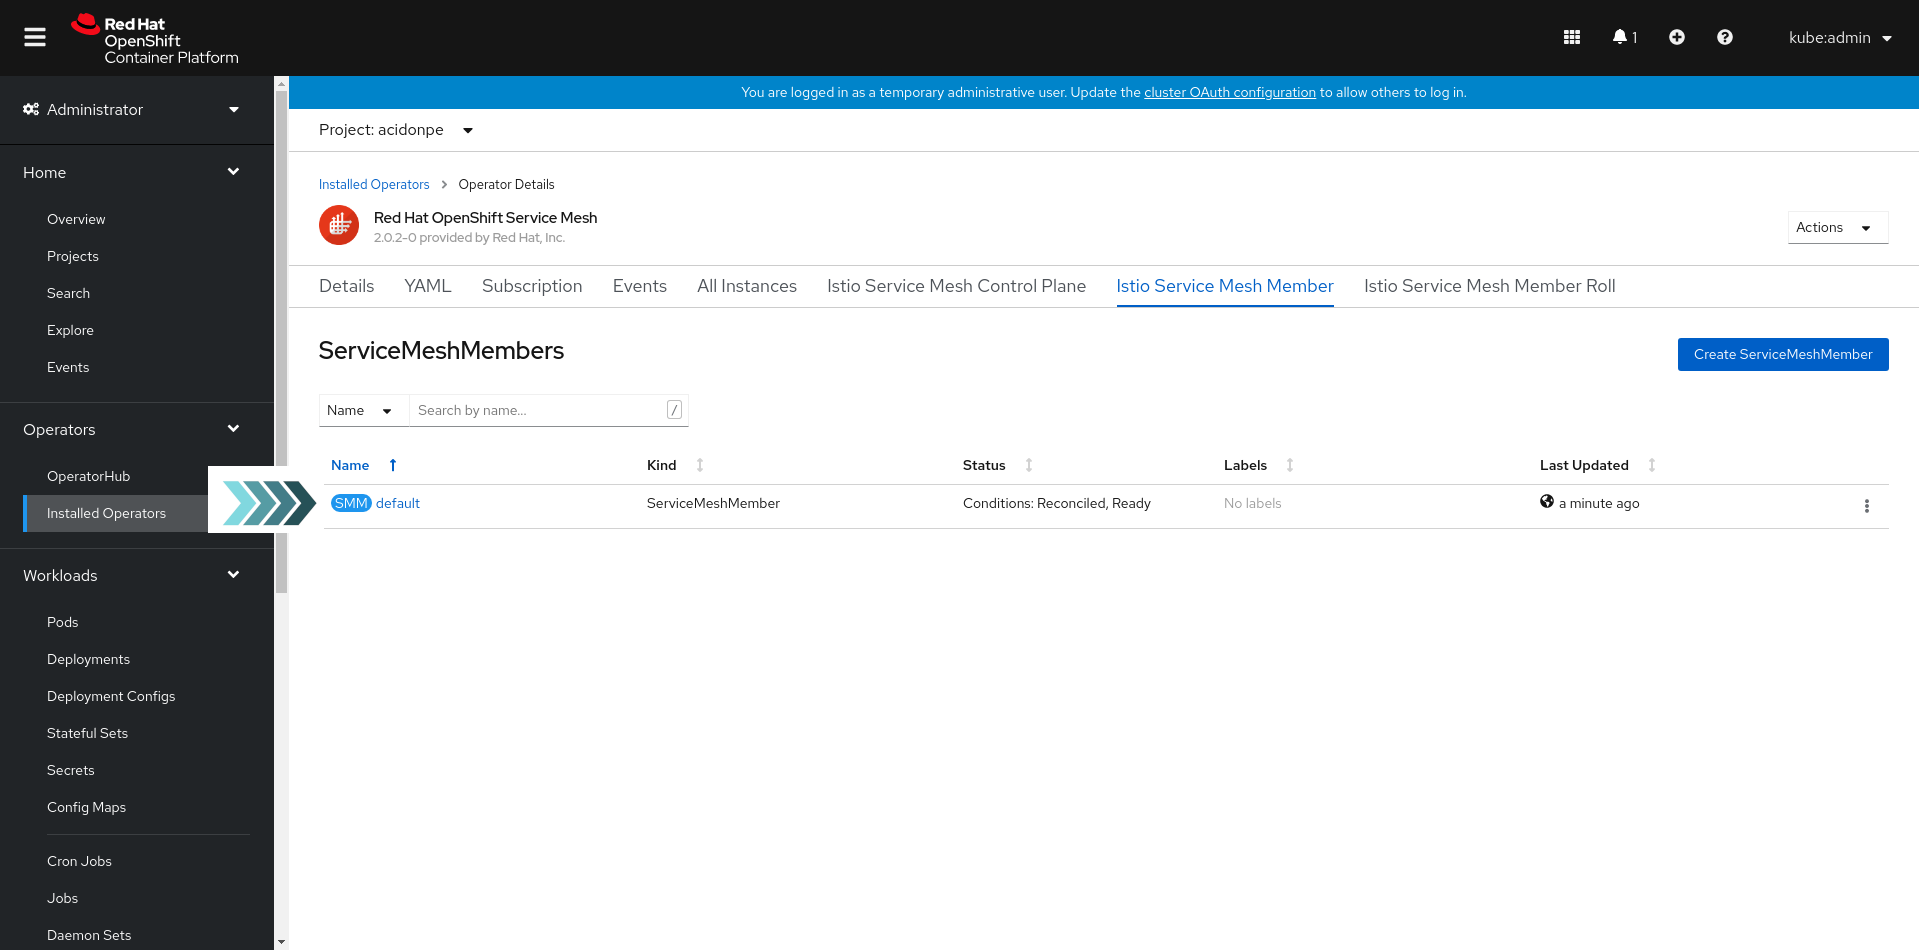 Red Hat
OpenShift
Container Platform
1
kube:admin
Administrator
Home
Overview
Projects
Search
Explore
Events
Operators
OperatorHub
Installed Operators
Workloads
Pods
Deployments
Deployment Configs
Stateful Sets
Secrets
Config Maps
Cron Jobs
Jobs
Daemon Sets
You are logged in as a temporary administrative user. Update the cluster OAuth configuration to allow others to log in.
Project: acidonpe
Installed Operators > Operator Details
Red Hat OpenShift Service Mesh
2.0.2-0 provided by Red Hat, Inc.
Actions
Details YAML Subscription Events All Instances Istio Service Mesh Control Plane Istio Service Mesh Member Istio Service Mesh Member Roll
ServiceMeshMembers
Create ServiceMeshMember
Name Search by name... /
Name Kind Status Labels Last Updated
SMM default ServiceMeshMember Conditions: Reconciled, Ready No labels a minute ago